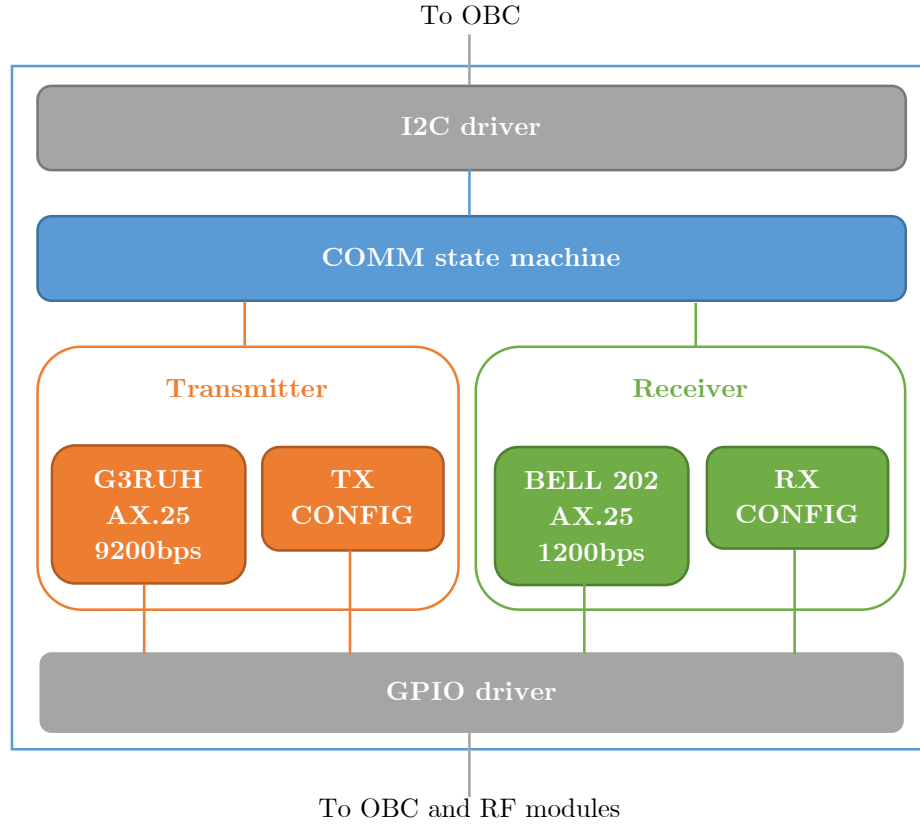 To OBC
I2C driver
COMM state machine
Transmitter
G3RUH
AX.25
9200bps
TX
CONFIG
Receiver
BELL 202
AX.25
1200bps
RX
CONFIG
GPIO driver
To OBC and RF modules